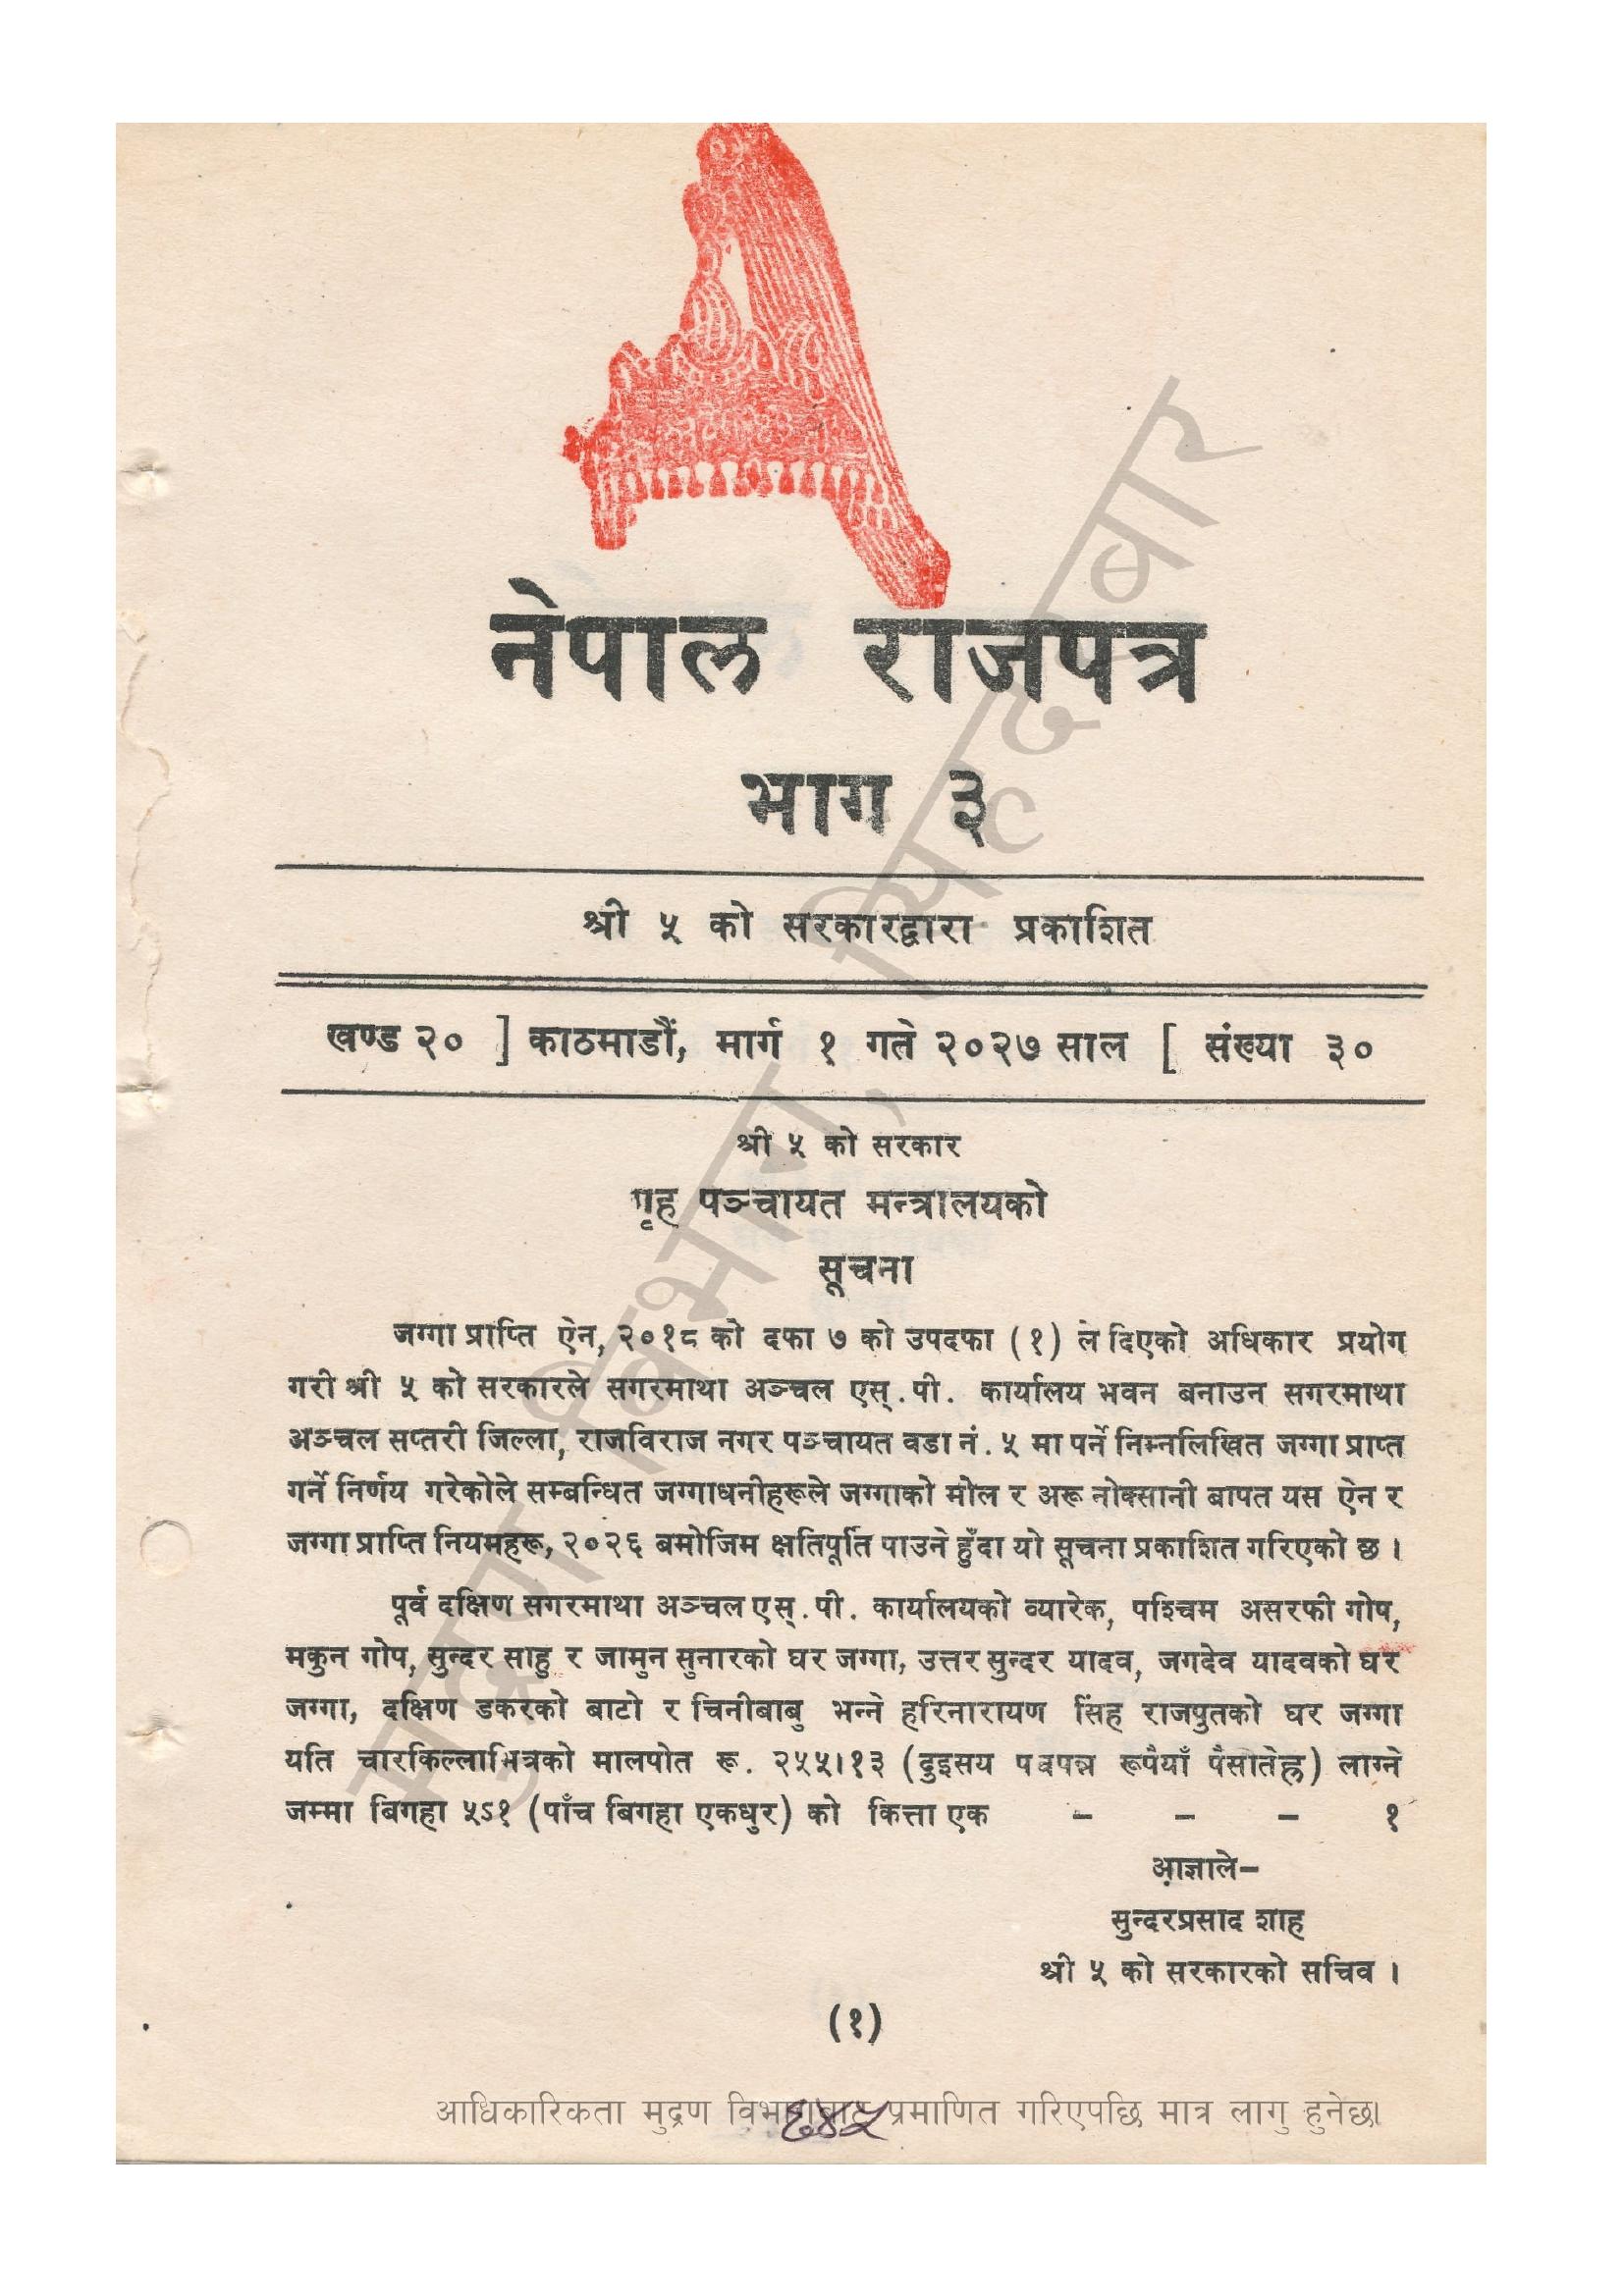 नेपाल राजपत्र
भाग ३
श्री ५ को सरकारद्वारा प्रकाशित
खण्ड २० ] काठमाडौं, मार्ग १ गते २०२७ साल [ संख्या ३०
श्री ५ को सरकार
गृह पञ्चायत मन्त्रालयको
सूचना
जग्गा प्राप्ति ऐन, २०१८ को दफा ७ को उपदफा (१) ले दिएको अधिकार प्रयोग
गरी श्री ५ को सरकारले सगरमाथा अञ्चल एस्. पी. कार्यालय भवन बनाउन सगरमाथा
अञ्चल सप्तरी जिल्ला, राजविराज नगर पञ्चायत वडा नं. ५ मा पर्ने निम्नलिखित जग्गा प्राप्त
गर्ने निर्णय गरेकोले सम्बन्धित जग्गाधनीहरूले जग्गाको मोल र अरू नोक्सानी बापत यस ऐन र
जग्गा प्राप्ति नियमहरू, २०२६ बमोजिम क्षतिपूर्ति पाउने हुँदा यो सूचना प्रकाशित गरिएको छ ।
पूर्व दक्षिण सगरमाथा अञ्चल एस्. पी. कार्यालयको व्यारेक, पश्चिम असरफी गोप,
मकुन गोप, सुन्दर साहु र जामुन सुनारको घर जग्गा, उत्तर सुन्दर यादव, जगदेव यादवको घर
जग्गा, दक्षिण डकरको बाटो र चिनीबाबु भन्ने हरिनारायण सिंह राजपुतको घर जग्गा
यति चारकिल्लाभित्रको मालपोत रू. २५५।१३ (दुइसय पचपन्न रूपैयाँ पैसातेह्र) लाग्ने
जम्मा बिगहा ५ऽ१ (पाँच बिगहा एकधुर) को कित्ता एक – – – १
आज्ञाले–
सुन्दरप्रसाद शाह
श्री ५ को सरकारको सचिव ।
(१)
६४५
आधिकारिकता मुद्रण विभागबाट प्रमाणित गरिएपछि मात्र लागु हुनेछ।